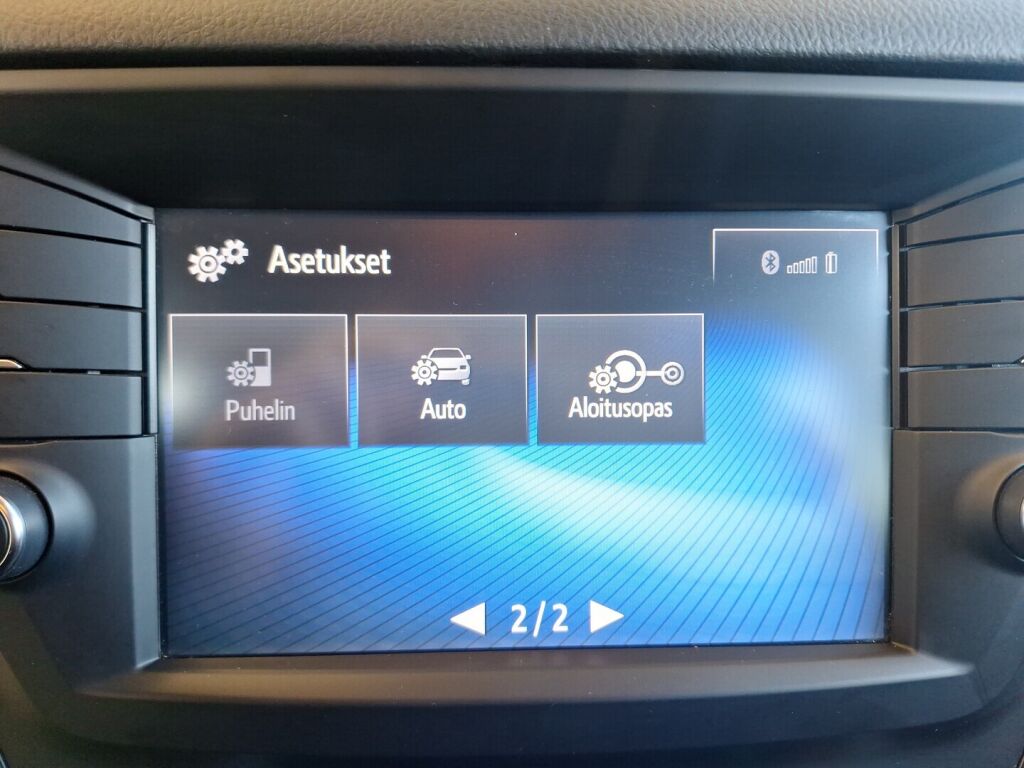 Asetukset
Puhelin
Auto
Aloitusopas
2/2